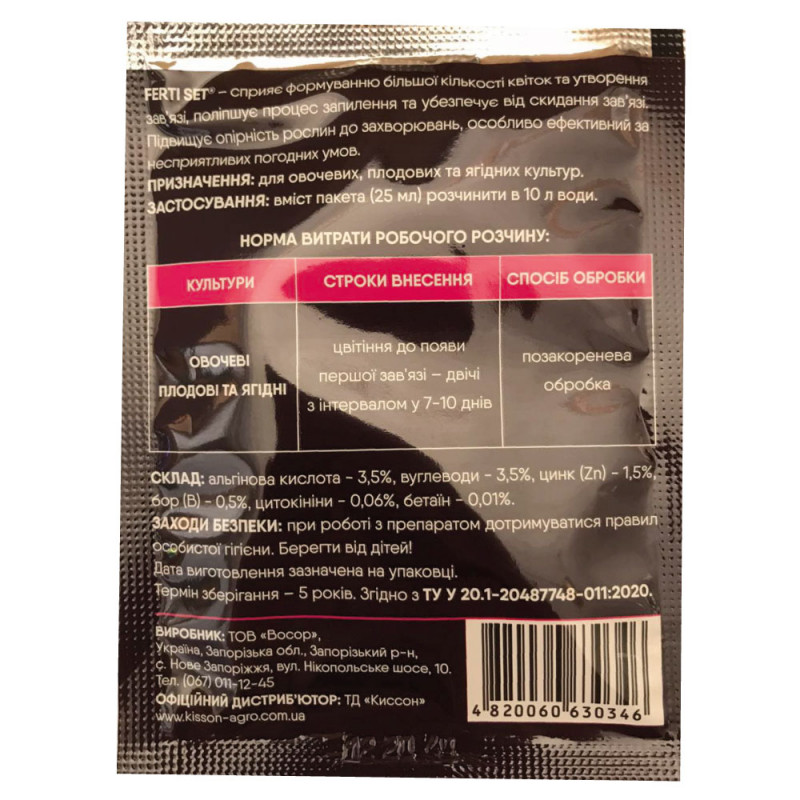 FERTI SET® – сприяє формуванню більшої кількості квіток та утворення
зав'язі, поліпшує процес запилення та убезпечує від скидання зав'язі.
Підвищує опірність рослин до захворювань, особливо ефективний за
несприятливих погодних умов.
ПРИЗНАЧЕННЯ: для овочевих, плодових та ягідних культур.
ЗАСТОСУВАННЯ: вміст пакета (25 мл) розчинити в 10 л води.
НОРМА ВИТРАТИ РОБОЧОГО РОЗЧИНУ:
КУЛЬТУРИ СТРОКИ ВНЕСЕННЯ СПОСІБ ОБРОБКИ
ОВОЧЕВІ
ПЛОДОВІ ТА ЯГІДНІ
цвітіння до появи
першої зав'язі – двічі
з інтервалом у 7-10 днів
позакоренева
обробка
СКЛАД: альгінова кислота - 3,5%, вуглеводи - 3,5%, цинк (Zn) - 1,5%,
бор (B) - 0,5%, цитокініни - 0,06%, бетаїн - 0,01%.
ЗАХОДИ БЕЗПЕКИ: при роботі з препаратом дотримуватися правил
особистої гігієни. Берегти від дітей!
Дата виготовлення зазначена на упаковці.
Термін зберігання – 5 років. Згідно з ТУ У 20.1-20487748-011:2020.
ВИРОБНИК: ТОВ «Восор»,
Україна, Запорізька обл., Запорізький р-н,
с. Нове Запоріжжя, вул. Нікопольське шосе, 10.
Тел. (067) 011-12-45
ОФІЦІЙНИЙ ДИСТРИБ'ЮТОР: ТД «Киссон»
www.kisson-agro.com.ua
4 820060 630346